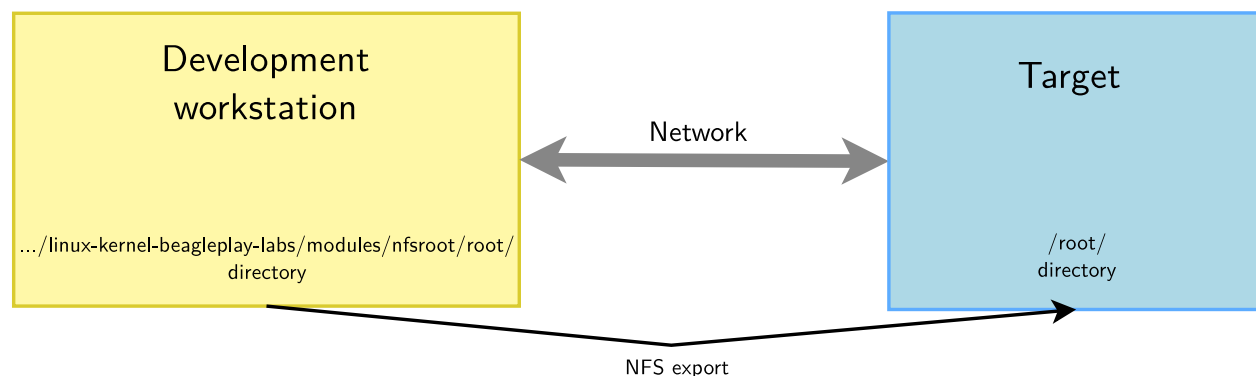 Development
workstation
Target
Network
.../linux-kernel-beagleplay-labs/modules/nfsroot/root/
directory
/root/
directory
NFS export